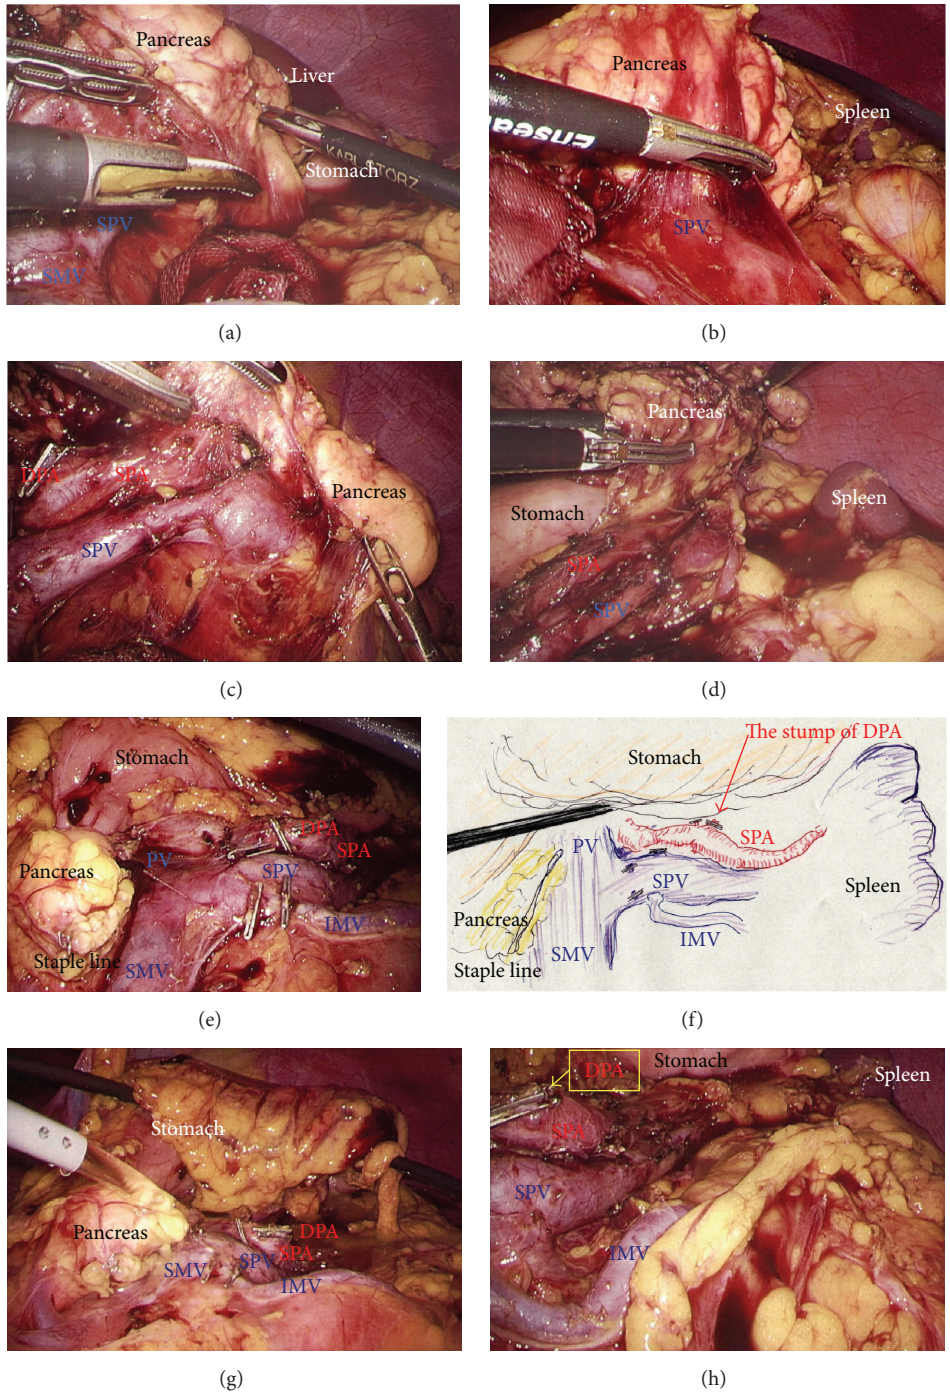 Pancreas
Liver
KARL STORZ
Stomach
SPV
SMV
(a)
Pancreas
Spleen
Ensea
SPV
(b)
DPA
SPA
Pancreas
SPV
(c)
Pancreas
Spleen
Stomach
SPA
SPV
(d)
Stomach
DPA
SPA
PV
SPV
Pancreas
IMV
Staple line
SMV
(e)
The stump of DPA
Stomach
PV
SPA
SPV
Spleen
Pancreas
IMV
Staple line
SMV
(f)
Stomach
Pancreas
DPA
SPA
SPV
SMV
IMV
(g)
DPA
Stomach
Spleen
SPA
SPV
IMV
(h)